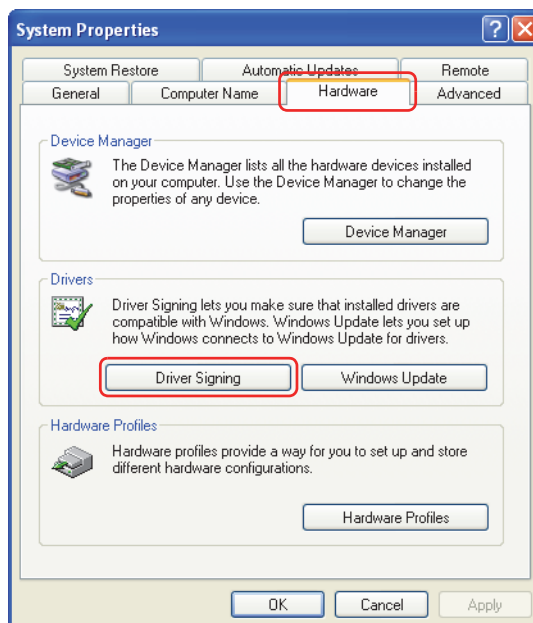 System Properties
System Restore Automatic Updates Remote
General Computer Name Hardware Advanced
Device Manager
The Device Manager lists all the hardware devices installed
on your computer. Use the Device Manager to change the
properties of any device.
Device Manager
Drivers
Driver Signing lets you make sure that installed drivers are
compatible with Windows. Windows Update lets you set up
how Windows connects to Windows Update for drivers.
Driver Signing Windows Update
Hardware Profiles
Hardware profiles provide a way for you to set up and store
different hardware configurations.
Hardware Profiles
OK Cancel Apply